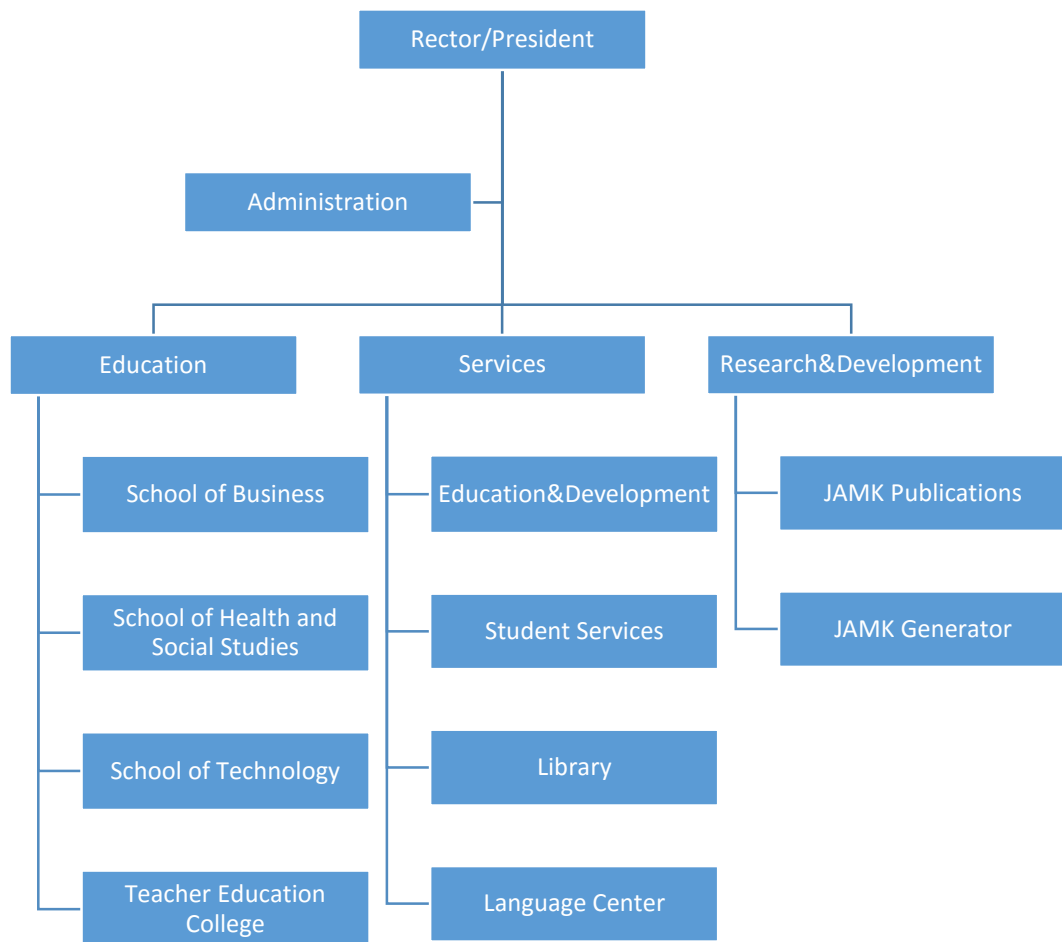 Rector/President
Administration
Education
Services
Research&Development
School of Business
Education&Development
JAMK Publications
School of Health and
Social Studies
Student Services
JAMK Generator
School of Technology
Library
Teacher Education
College
Language Center